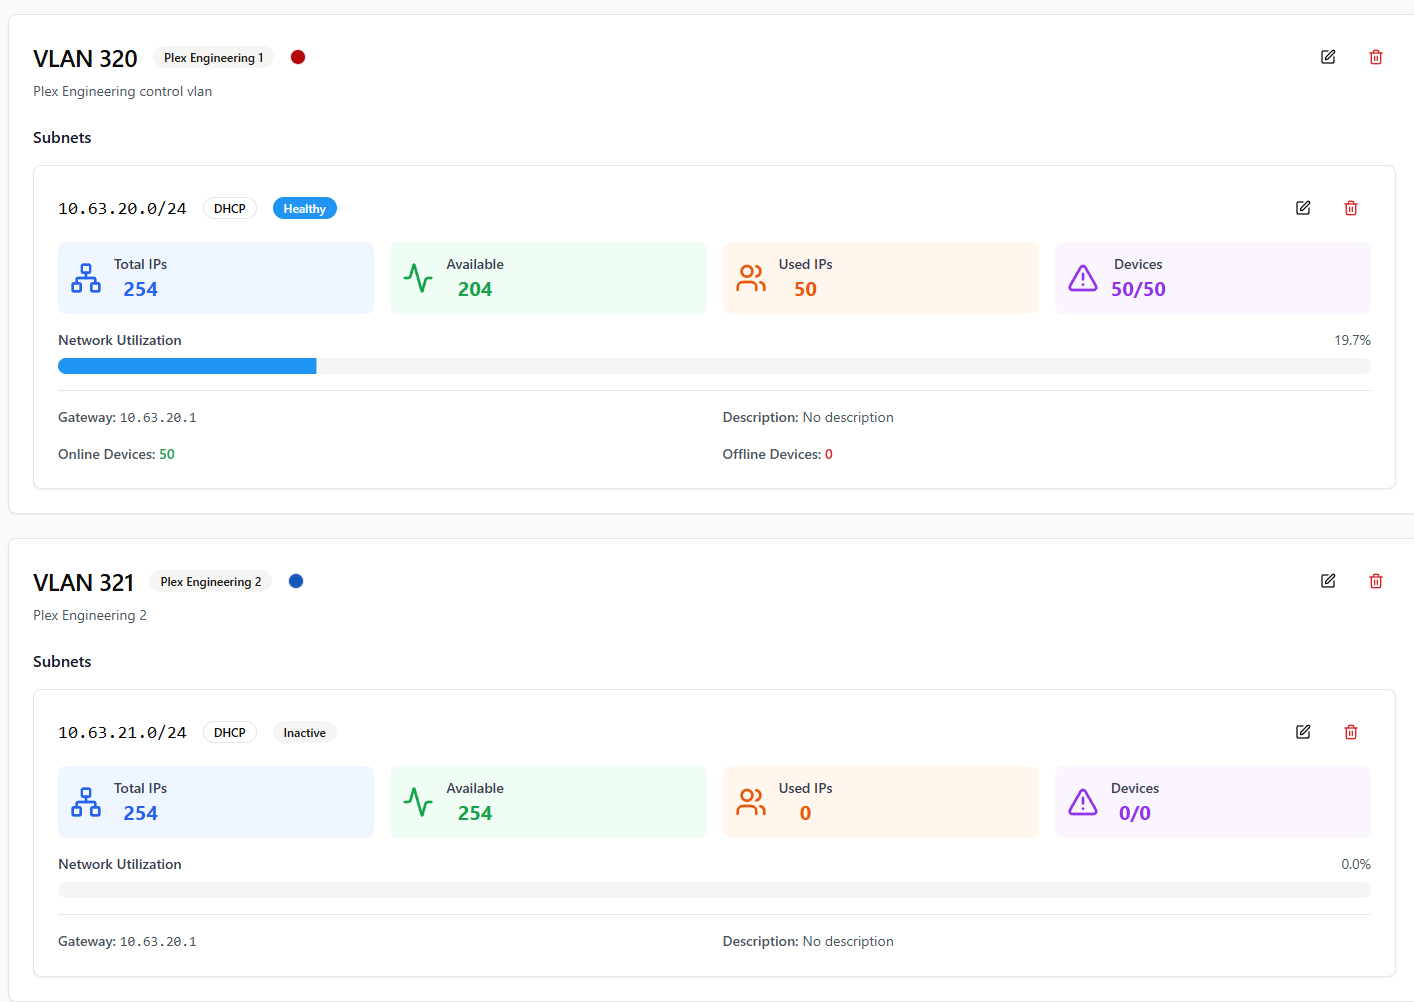 VLAN 320 Plex Engineering 1
Plex Engineering control vlan
Subnets
10.63.20.0/24 DHCP Healthy
Total IPs
254
Available
204
Used IPs
50
Devices
50/50
Network Utilization 19.7%
Gateway: 10.63.20.1
Description: No description
Online Devices: 50
Offline Devices: 0
VLAN 321 Plex Engineering 2
Plex Engineering 2
Subnets
10.63.21.0/24 DHCP Inactive
Total IPs
254
Available
254
Used IPs
0
Devices
0/0
Network Utilization 0.0%
Gateway: 10.63.20.1
Description: No description